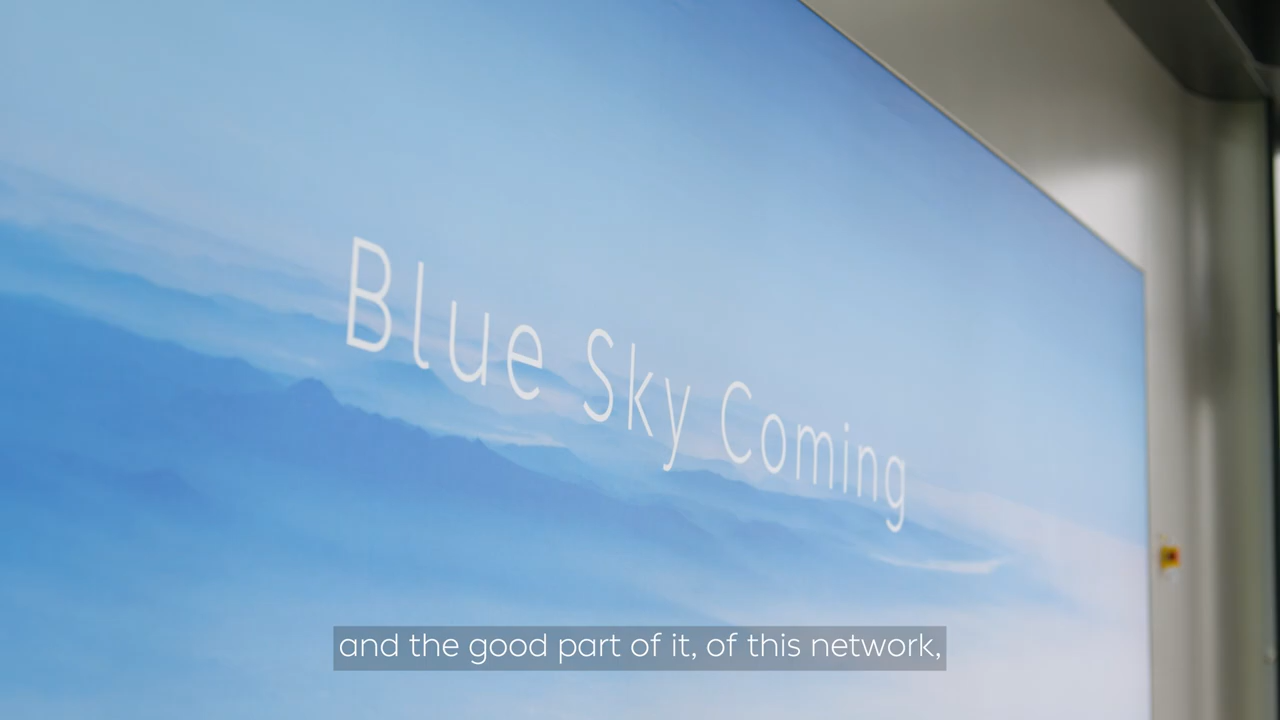 Blue Sky Coming
and the good part of it, of this network,